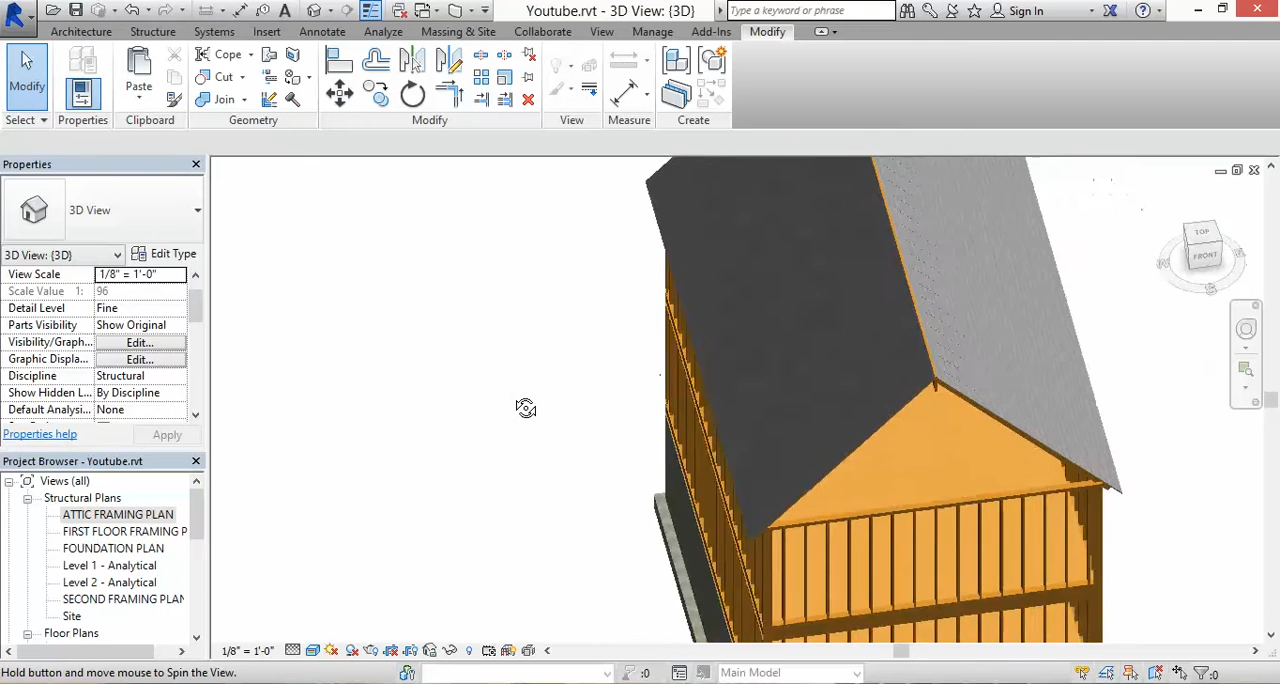 Youtube.rvt - 3D View: {3D}
Type a keyword or phrase
Sign In
Architecture
Structure
Systems
Insert
Annotate
Analyze
Massing & Site
Collaborate
View
Manage
Add-Ins
Modify
Modify
Paste
Cope
Cut
Join
Select
Properties
Clipboard
Geometry
Modify
View
Measure
Create
Properties
3D View
3D View: {3D}
Edit Type
View Scale
1/8" = 1'-0"
Scale Value 1:
96
Detail Level
Fine
Parts Visibility
Show Original
Visibility/Graph...
Edit...
Graphic Displa...
Edit...
Discipline
Structural
Show Hidden L...
By Discipline
Default Analysi...
None
Properties help
Apply
Project Browser - Youtube.rvt
Views (all)
Structural Plans
ATTIC FRAMING PLAN
FIRST FLOOR FRAMING P
FOUNDATION PLAN
Level 1 - Analytical
Level 2 - Analytical
SECOND FRAMING PLAN
Site
Floor Plans
TOP
FRONT
1/8" = 1'-0"
Hold button and move mouse to Spin the View.
:0
Main Model
:0